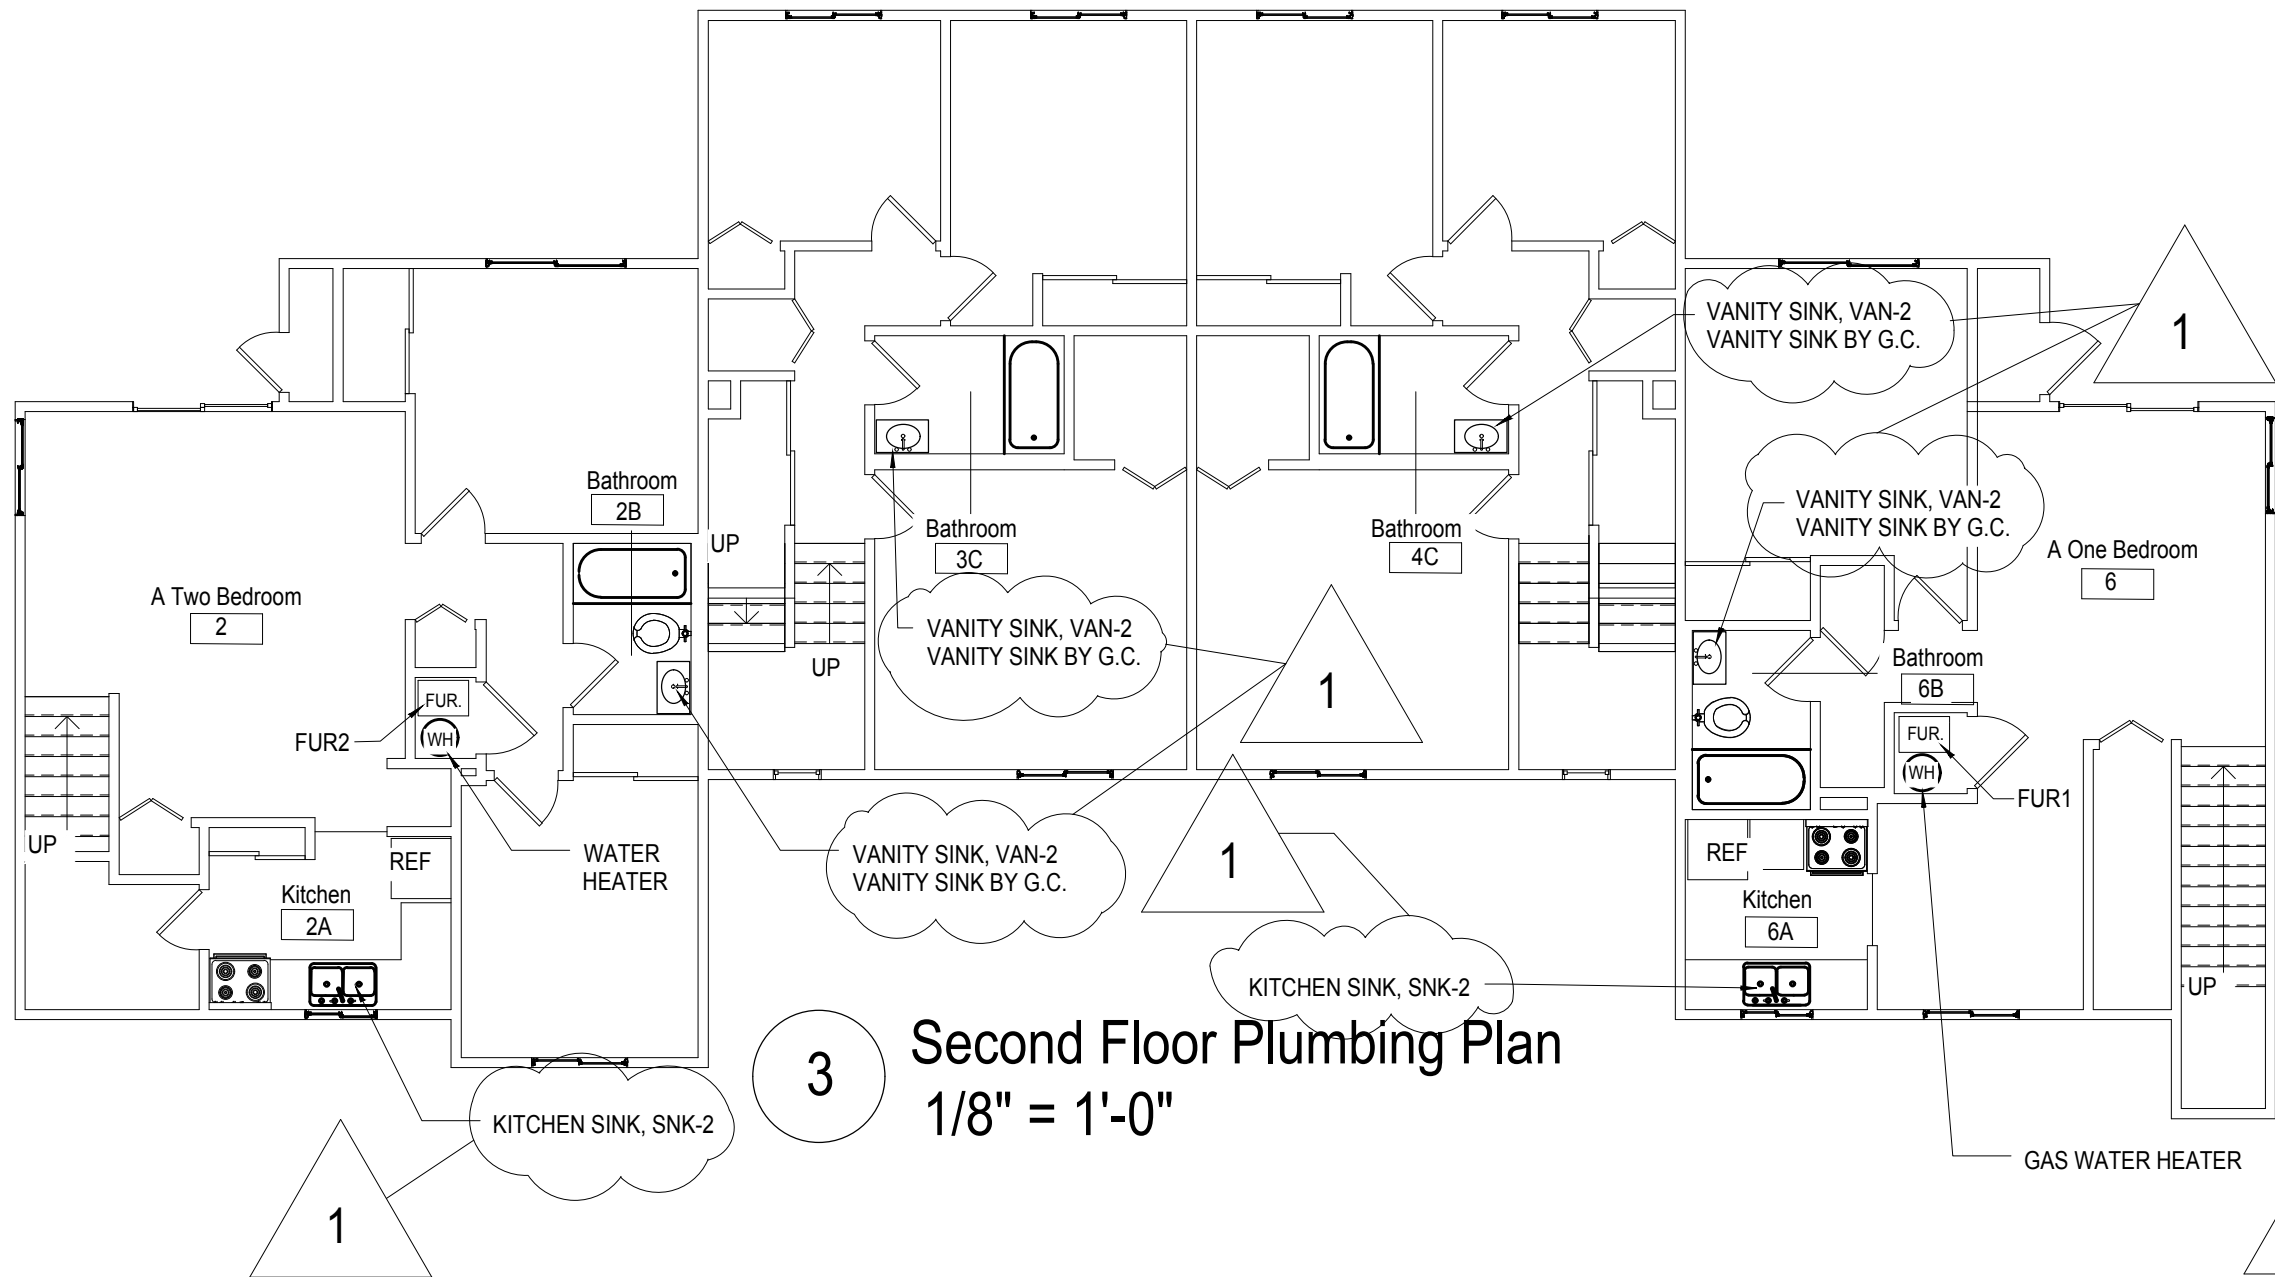 VANITY SINK, VAN-2
VANITY SINK BY G.C.
1
Bathroom
2B
VANITY SINK, VAN-2
VANITY SINK BY G.C.
UP
Bathroom
3C
Bathroom
4C
A One Bedroom
6
A Two Bedroom
2
VANITY SINK, VAN-2
VANITY SINK BY G.C.
1
UP
Bathroom
6B
FUR.
FUR2
WH
FUR.
WH
FUR1
UP
REF
WATER
HEATER
VANITY SINK, VAN-2
VANITY SINK BY G.C.
1
REF
Kitchen
2A
Kitchen
6A
KITCHEN SINK, SNK-2
UP
3
Second Floor Plumbing Plan
1/8" = 1'-0"
KITCHEN SINK, SNK-2
GAS WATER HEATER
1